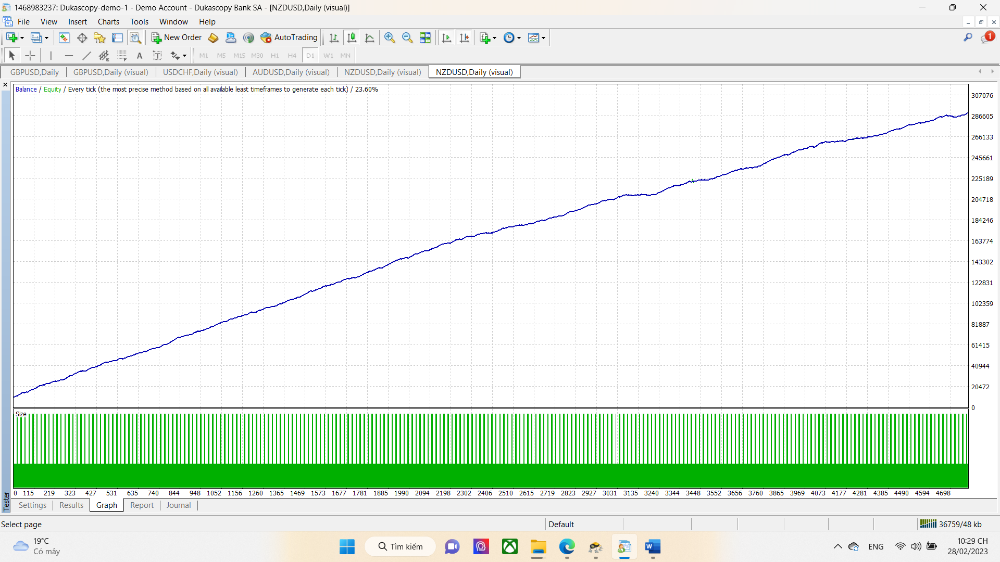 1468983237: Dukascopy-demo-1 - Demo Account - Dukascopy Bank SA - [NZDUSD,Daily (visual)]
File View Insert Charts Tools Window Help
New Order AutoTrading 1
A T M1 M5 M15 M30 H1 H4 D1 W1 MN
GBPUSD,Daily GBPUSD,Daily (visual) USDCHF,Daily (visual) AUDUSD,Daily (visual) NZDUSD,Daily (visual) NZDUSD,Daily (visual)
Balance / Equity / Every tick (the most precise method based on all available least timeframes to generate each tick) / 23.60%
307076
286605
266133
245661
225189
204718
184246
163774
143302
122831
102359
81887
61415
40944
20472
0
Size
0 115 219 323 427 531 635 740 844 948 1052 1156 1260 1365 1469 1573 1677 1781 1885 1990 2094 2198 2302 2406 2510 2615 2719 2823 2927 3031 3135 3240 3344 3448 3552 3656 3760 3865 3969 4073 4177 4281 4385 4490 4594 4698
Tester
Settings Results Graph Report Journal
Select page Default 36759/48 kb
19°C
Có mây
Tìm kiếm
ENG
10:29 CH
28/02/2023